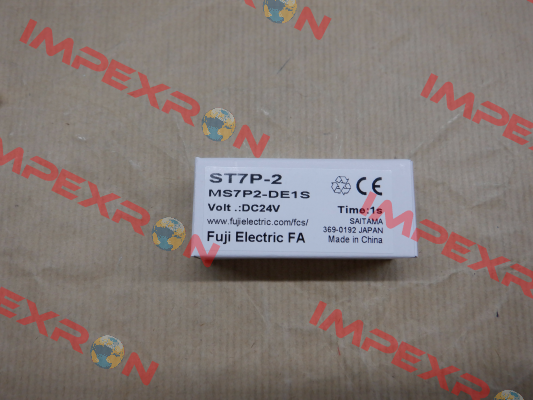 IMPEXRON
IMPEXRON
IMPEXRON
IMPEXRON
IMPEXRON
IMPEXRON
ST7P-2
MS7P2-DE1S
Volt .:DC24V
Time:1s
www.fujielectric.com/fcs/
SAITAMA
369-0192 JAPAN
Fuji Electric FA
Made in China